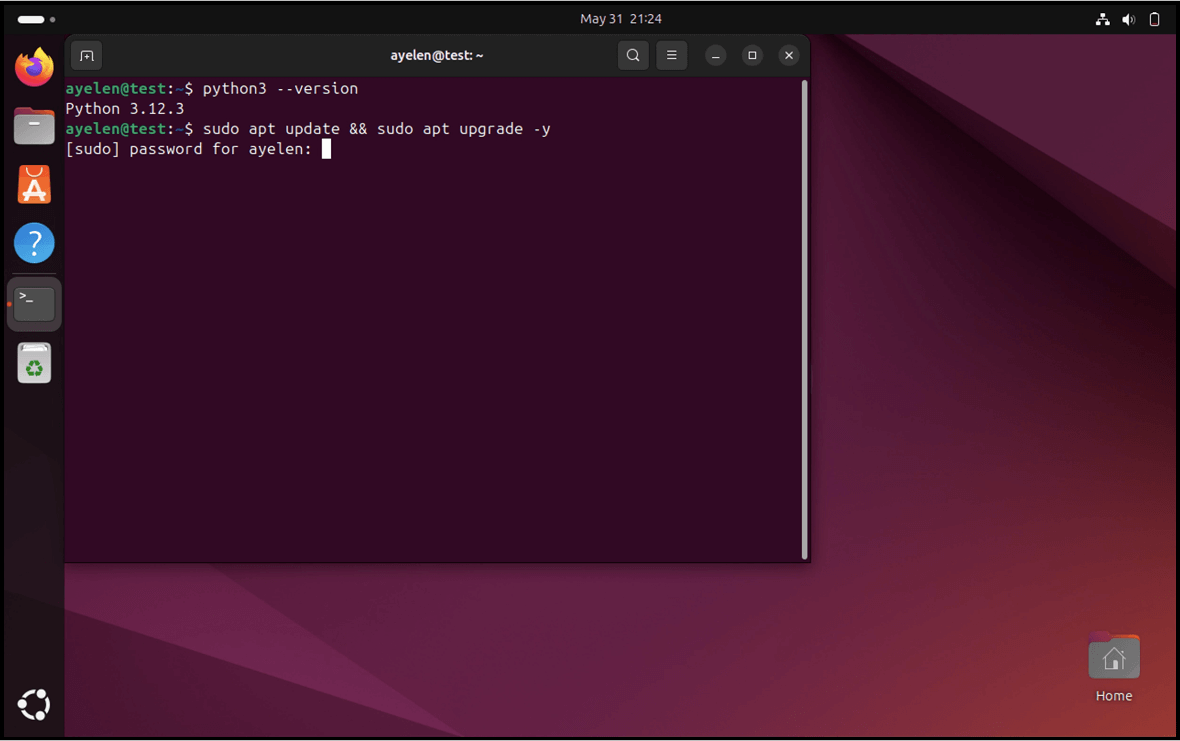 May 31 21:24
ayelen@test: ~
ayelen@test:~$ python3 --version
Python 3.12.3
ayelen@test:~$ sudo apt update && sudo apt upgrade -y
[sudo] password for ayelen:
Home